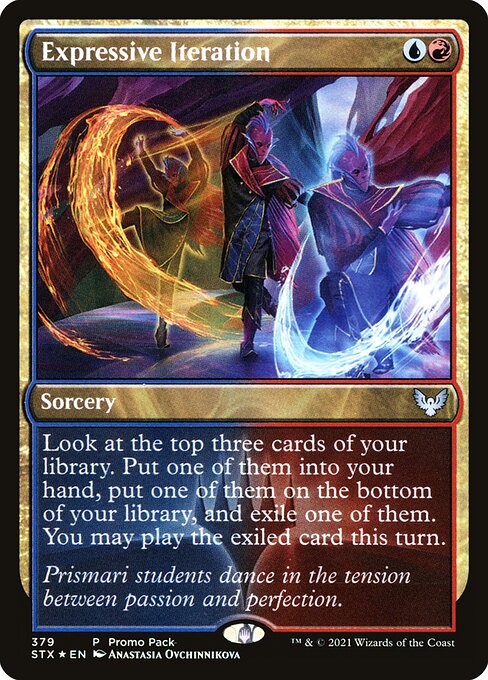 Expressive Iteration
Sorcery
Look at the top three cards of your
library. Put one of them into your
hand, put one of them on the bottom
of your library, and exile one of them.
You may play the exiled card this turn.
Prismari students dance in the tension
between passion and perfection.
379 P Promo Pack
STX ★ EN Anastasia Ovchinnikova
™ & © 2021 Wizards of the Coast